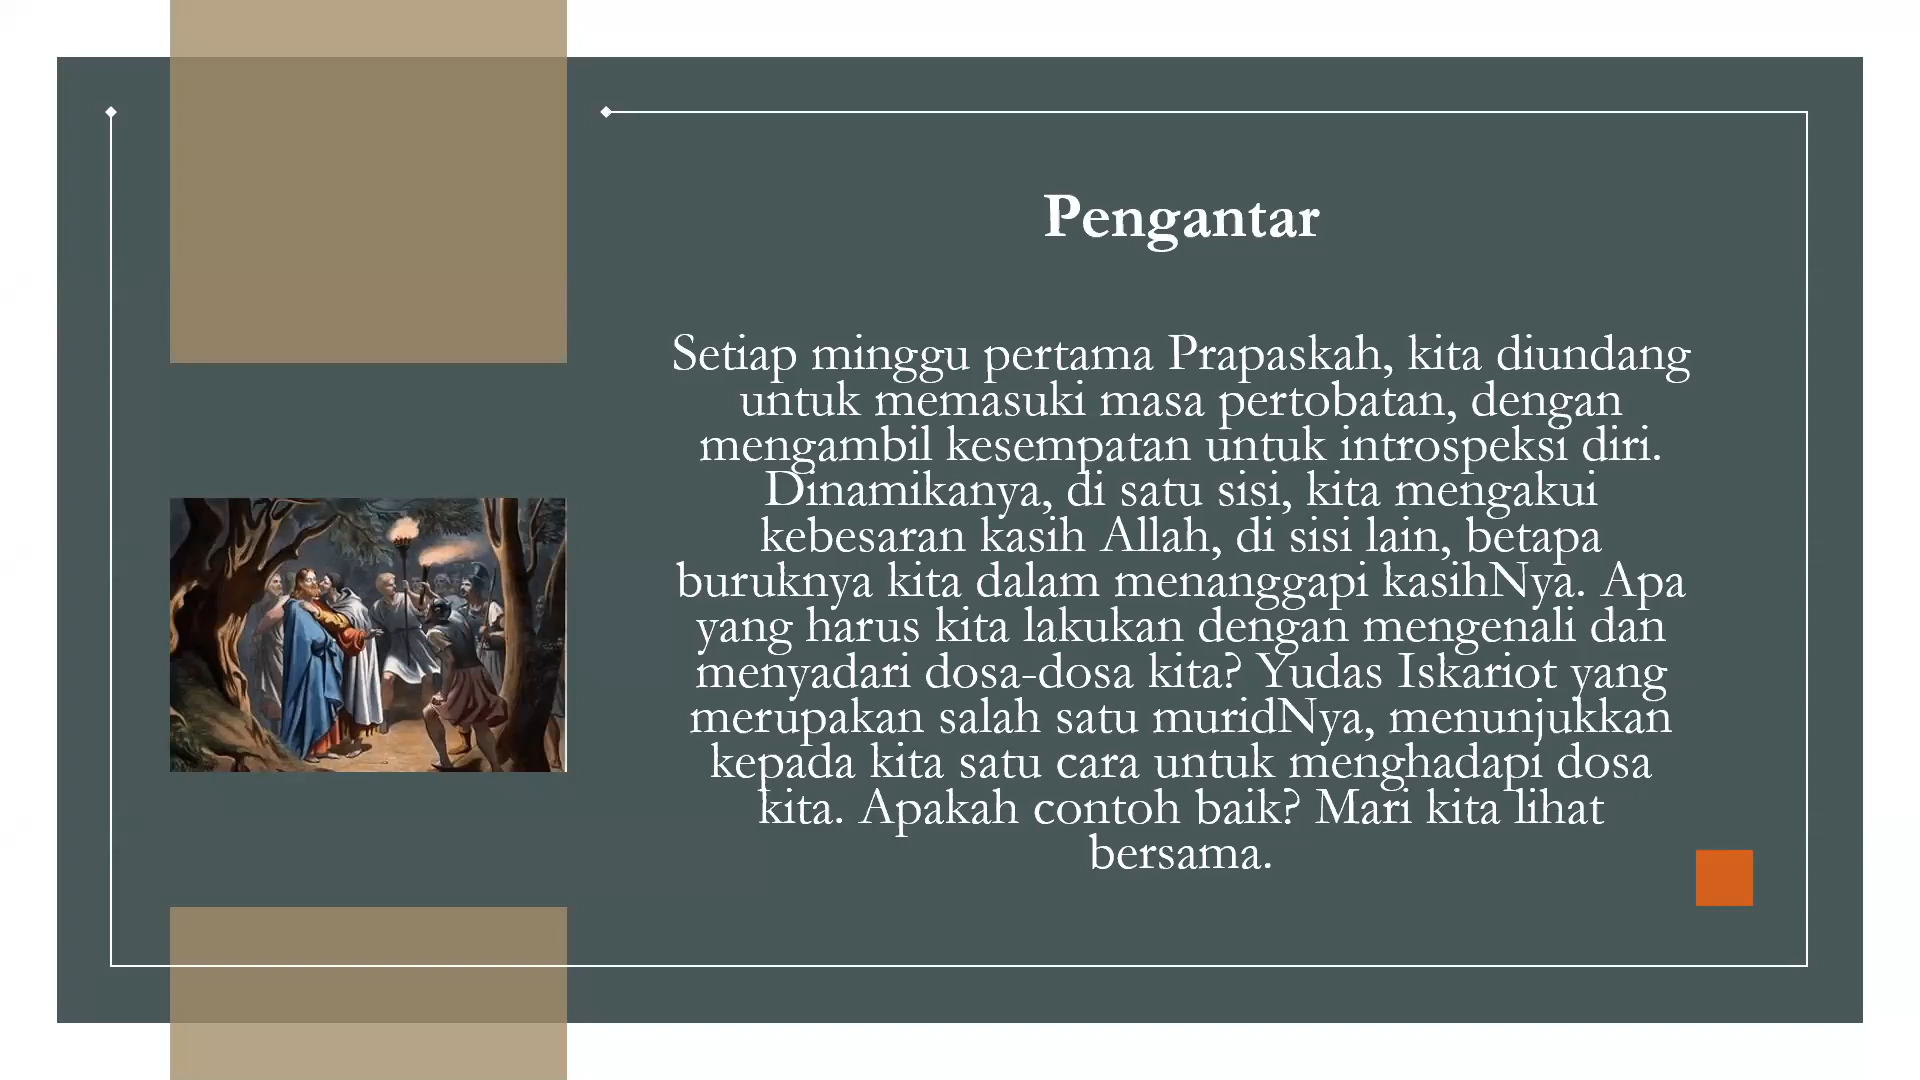 Pengantar
Setiap minggu pertama Prapaskah, kita diundang
untuk memasuki masa pertobatan, dengan
mengambil kesempatan untuk introspeksi diri.
Dinamikanya, di satu sisi, kita mengakui
kebesaran kasih Allah, di sisi lain, betapa
buruknya kita dalam menanggapi kasihNya. Apa
yang harus kita lakukan dengan mengenali dan
menyadari dosa-dosa kita? Yudas Iskariot yang
merupakan salah satu muridNya, menunjukkan
kepada kita satu cara untuk menghadapi dosa
kita. Apakah contoh baik? Mari kita lihat
bersama.